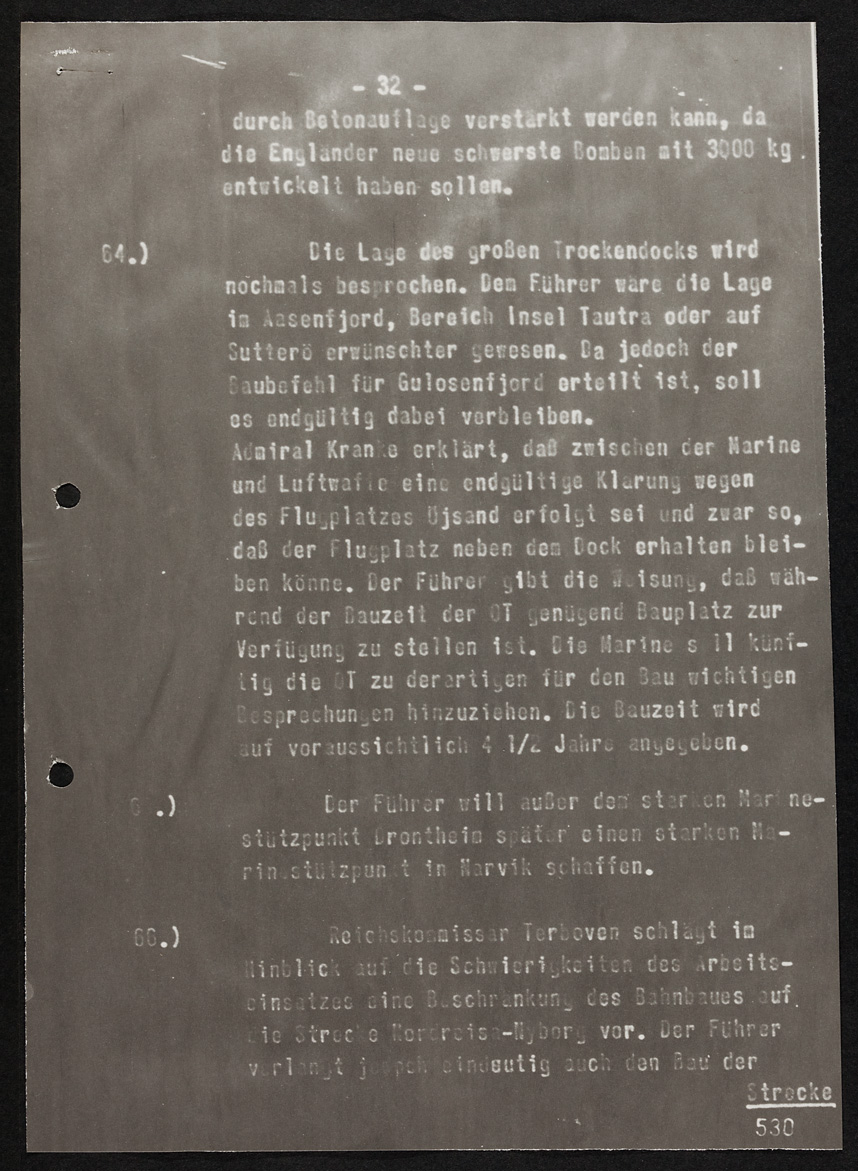 - 32 -
durch Betonauflage verstärkt werden kann, da
die Engländer neue schwerste Bomben mit 3000 kg
entwickelt haben sollen.
64.) Die Lage des großen Trockendocks wird
nochmals besprochen. Dem Führer wäre die Lage
im Aasenfjord, Bereich Insel Tautra oder auf
Sutterö erwünschter gewesen. Da jedoch der
Baubefehl für Gulosenfjord erteilt ist, soll
es endgültig dabei verbleiben.
Admiral Kranke erklärt, daß zwischen der Marine
und Luftwaffe eine endgültige Klarung wegen
des Flugplatzes Öjsand erfolgt sei und zwar so,
daß der Flugplatz neben dem Dock erhalten blei-
ben könne. Der Führer gibt die Weisung, daß wäh-
rend der Bauzeit der OT genügend Bauplatz zur
Verfügung zu stellen ist. Die Marine soll künf-
tig die OT zu derartigen für den Bau wichtigen
Besprechungen hinzuziehen. Die Bauzeit wird
auf voraussichtlich 4 1/2 Jahre angegeben.
6 .) Der Führer will außer dem starken Marine-
stützpunkt Drontheim später einen starken Ma-
rinestützpunkt in Narvik schaffen.
66.) Reichskommissar Terboven schlägt im
Hinblick auf die Schwierigkeiten des Arbeits-
einsatzes eine Beschränkung des Bahnbaues auf
die Strecke Nordreisa-Nyborg vor. Der Führer
verlangt jedoch eindeutig auch den Bau der
Strecke
530